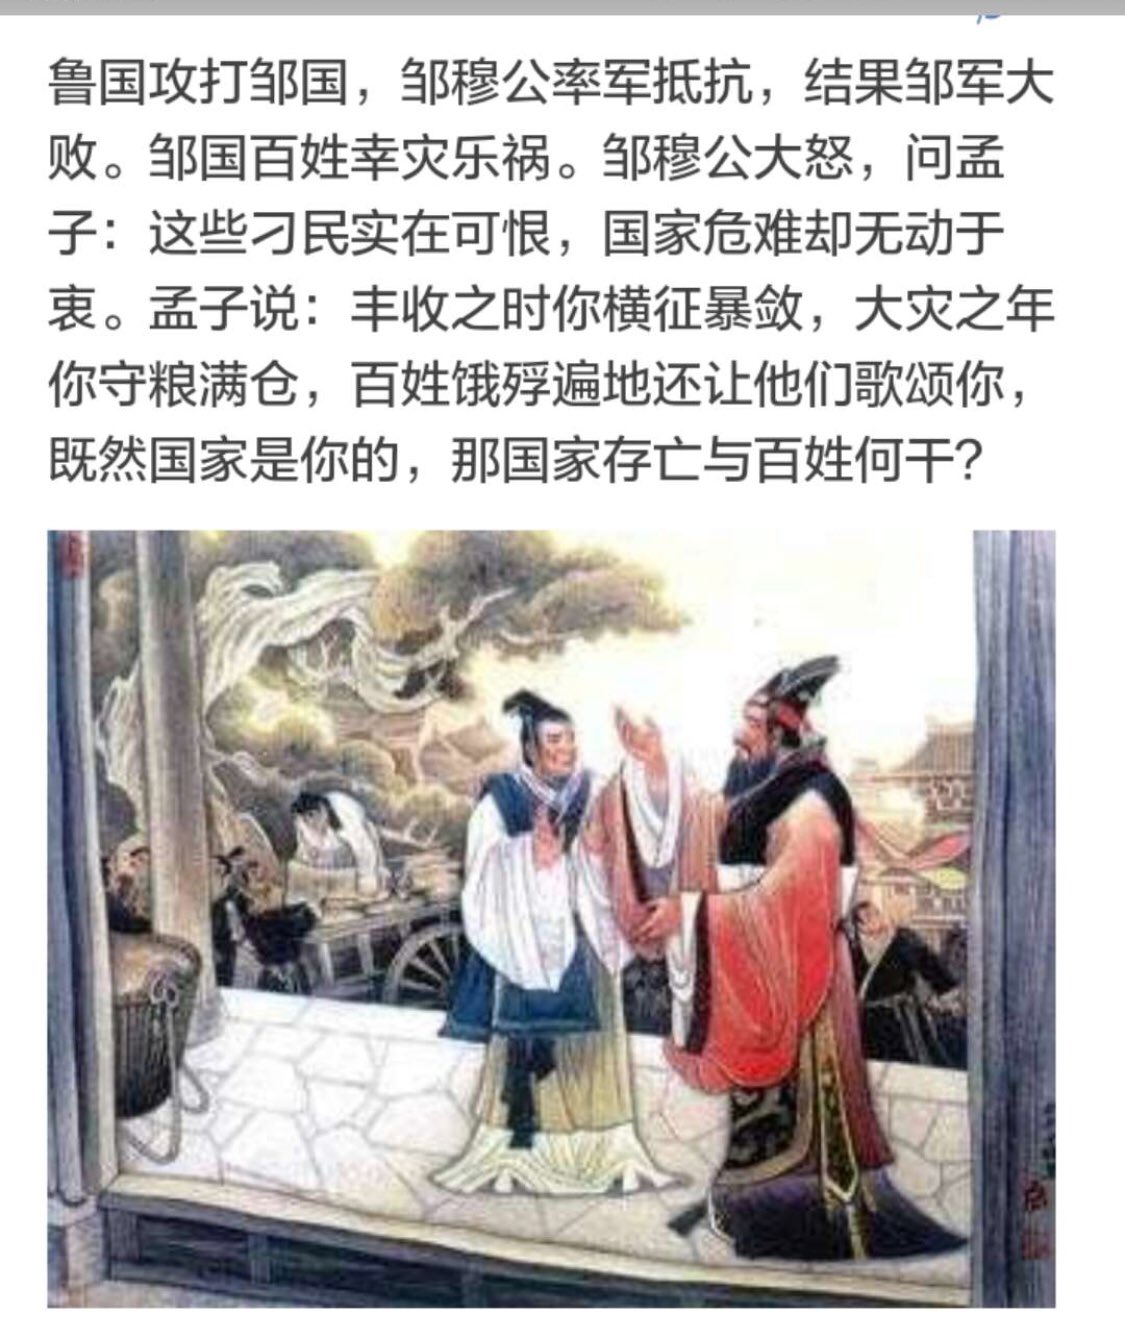 鲁国攻打邹国，邹穆公率军抵抗，结果邹军大
败。邹国百姓幸灾乐祸。邹穆公大怒，问孟
子：这些刁民实在可恨，国家危难却无动于
衷。孟子说：丰收之时你横征暴敛，大灾之年
你守粮满仓，百姓饿殍遍地还让他们歌颂你，
既然国家是你的，那国家存亡与百姓何干？